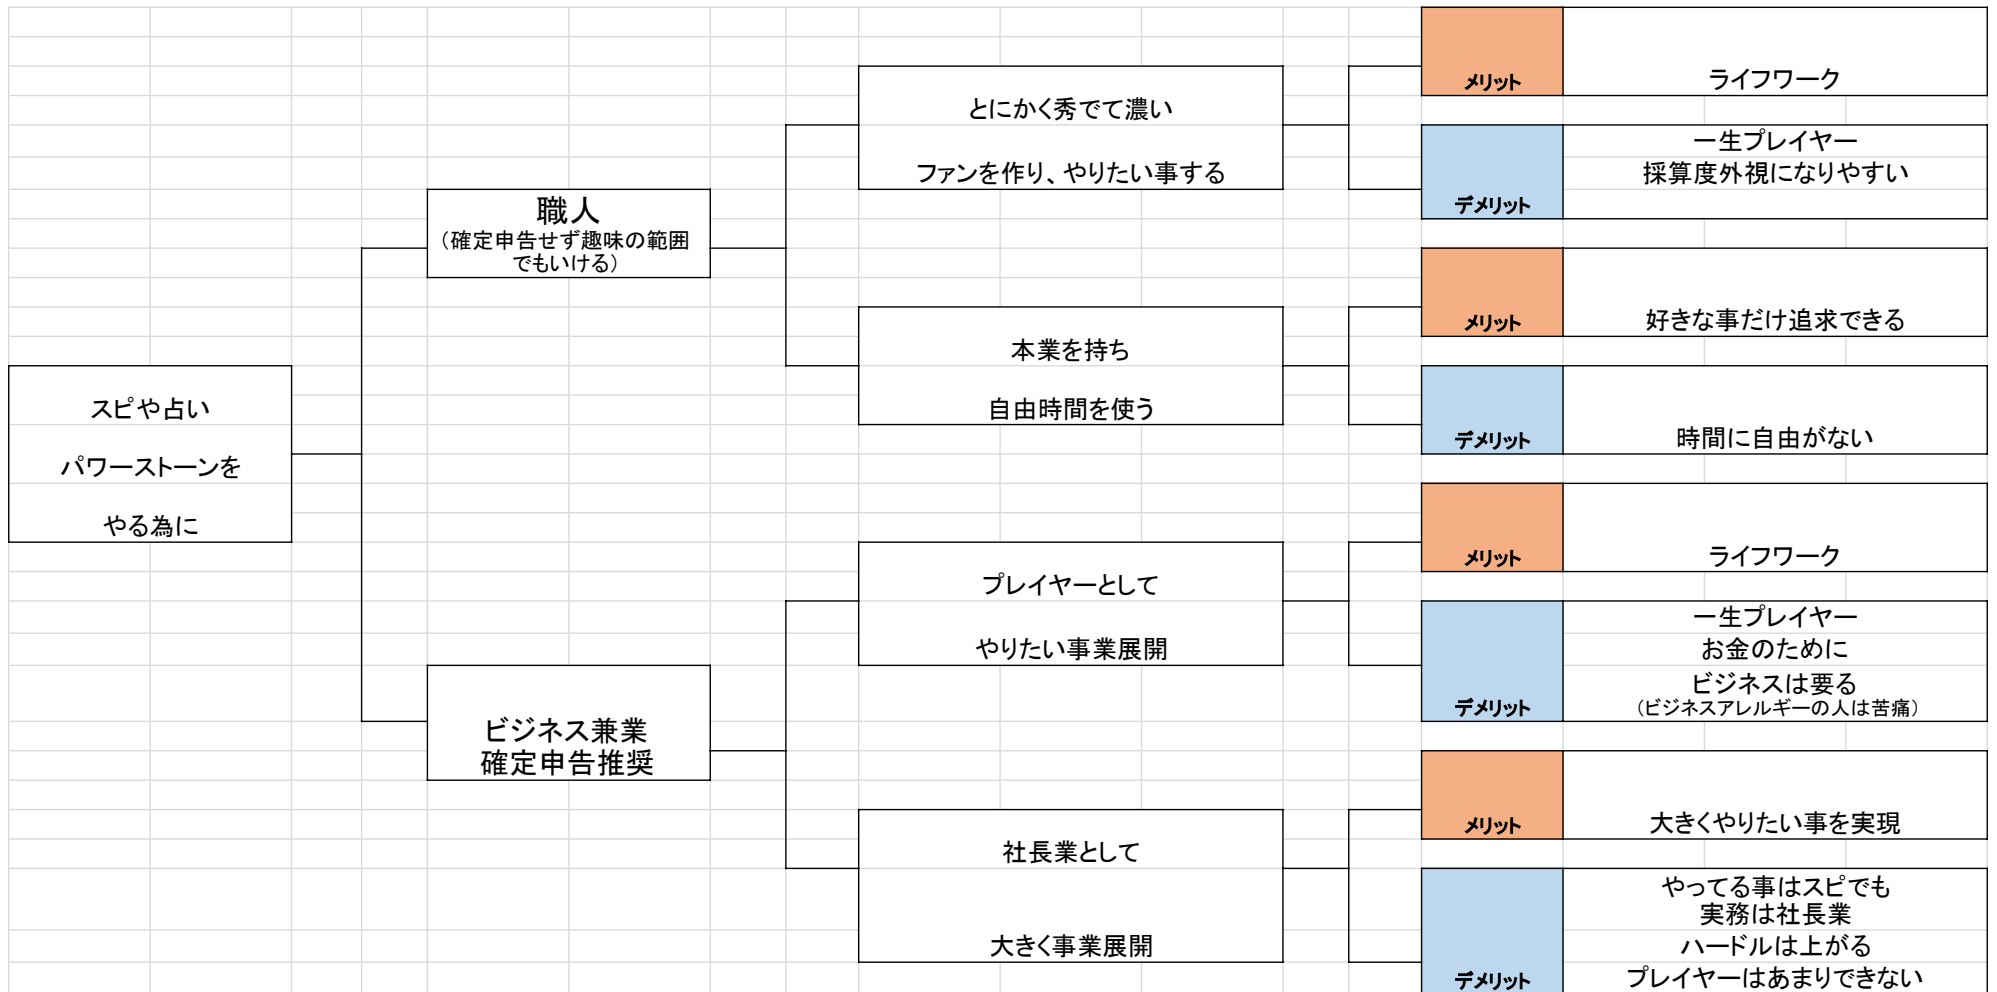 スピや占い
パワーストーンを
やる為に
職人
（確定申告せず趣味の範囲
でもいける）
ビジネス兼業
確定申告推奨
とにかく秀でて濃い
ファンを作り、やりたい事する
本業を持ち
自由時間を使う
プレイヤーとして
やりたい事業展開
社長業として
大きく事業展開
メリット
ライフワーク
デメリット
一生プレイヤー
採算度外視になりやすい
メリット
好きな事だけ追求できる
デメリット
時間に自由がない
メリット
ライフワーク
デメリット
一生プレイヤー
お金のために
ビジネスは要る
（ビジネスアレルギーの人は苦痛）
メリット
大きくやりたい事を実現
デメリット
やってる事はスピでも
実務は社長業
ハードルは上がる
プレイヤーはあまりできない